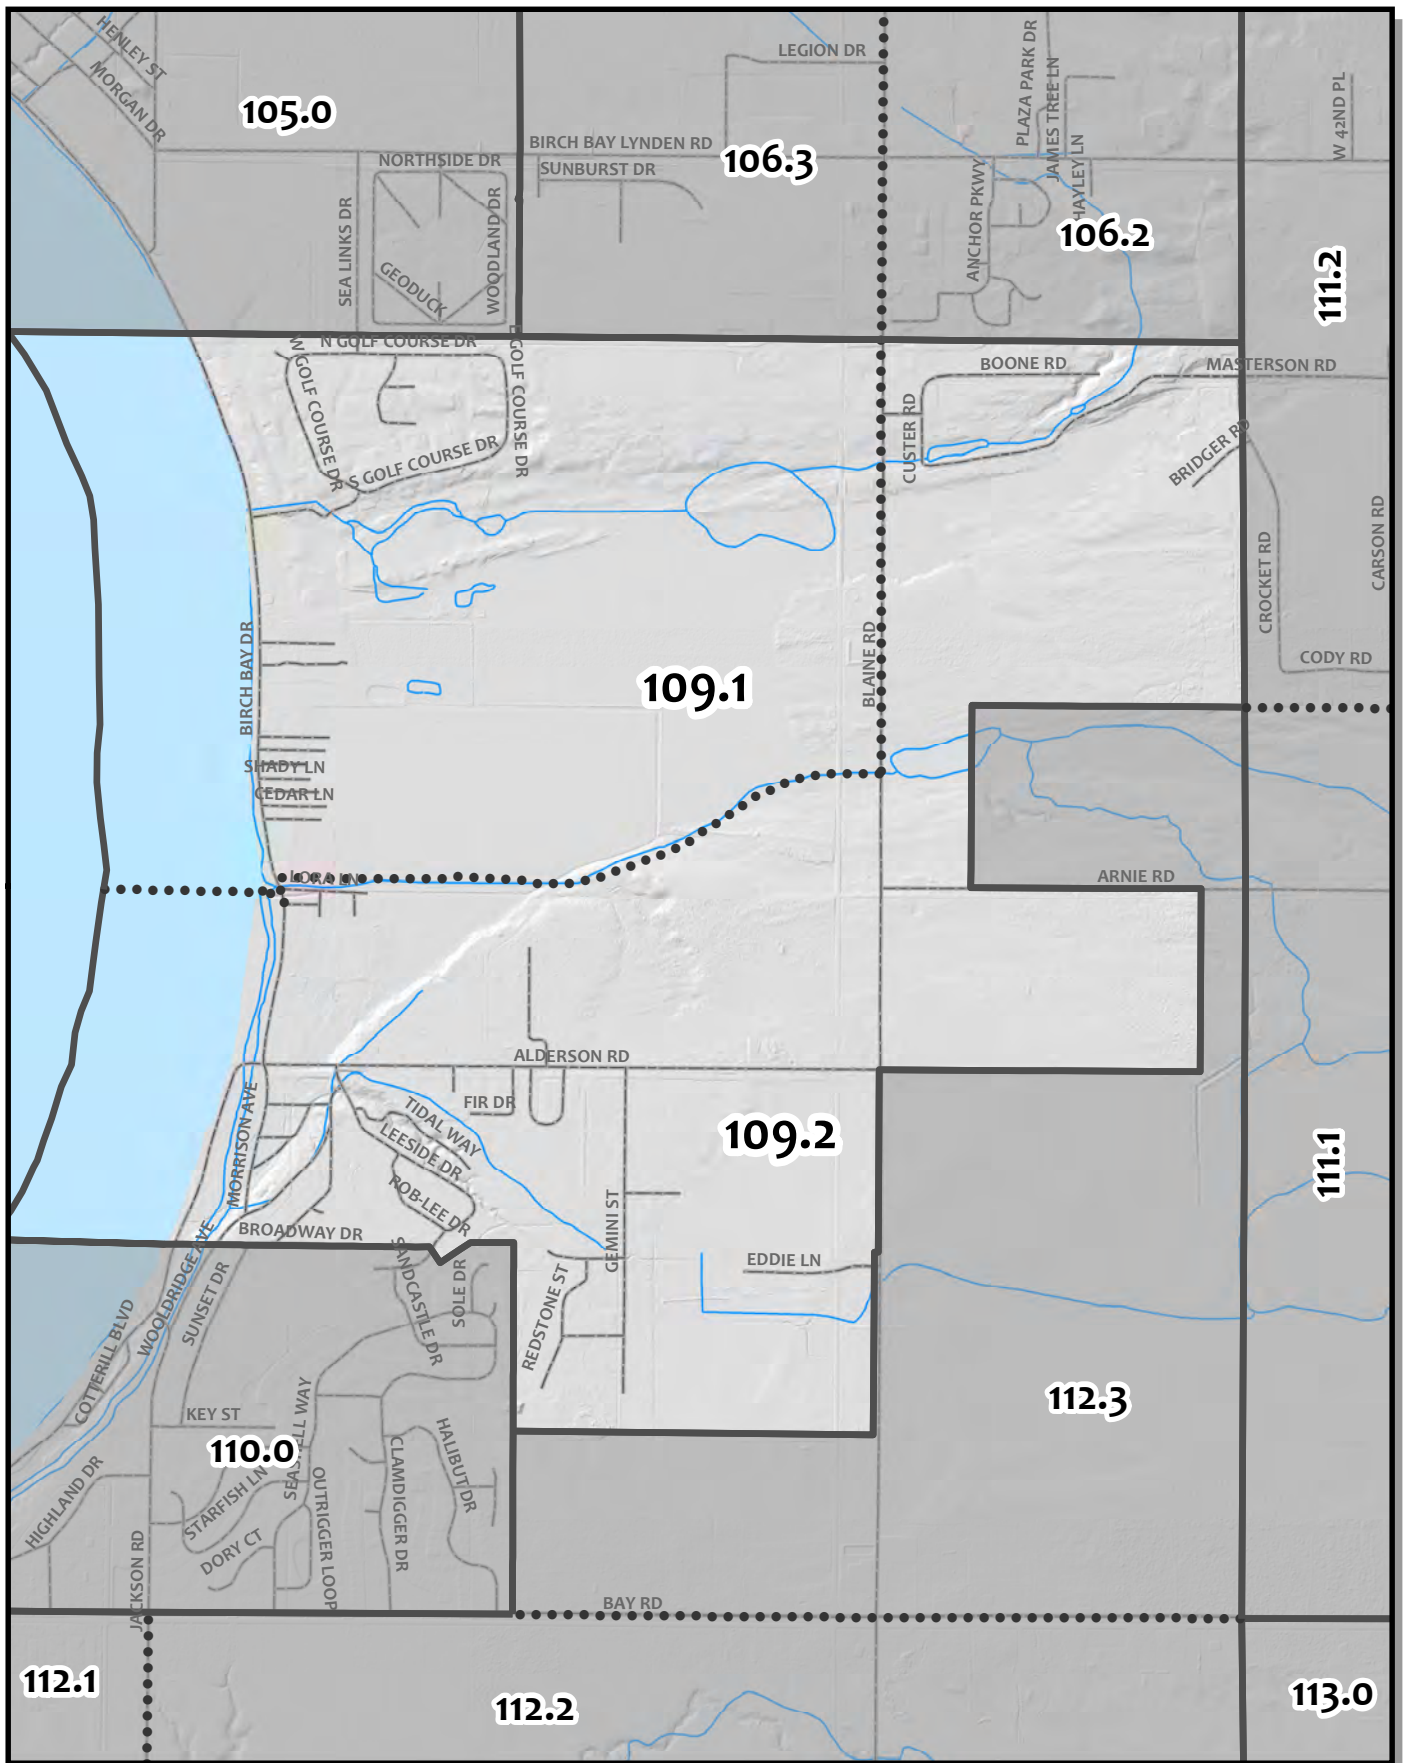 HENLEY ST
MORGAN DR
105.0
LEGION DR
BIRCH BAY LYNDEN RD
106.3
SUNBURST DR
NORTHSIDE DR
SEA LINKS DR
WOODLAND DR
GEODUCK
PLAZA PARK DR
JAMES TREE LN
HAYLEY LN
ANCHOR PKWY
106.2
W 42ND PL
111.2
N GOLF COURSE DR
W GOLF COURSE DR
GOLF COURSE DR
S GOLF COURSE DR
BOONE RD
MASTERSON RD
CUSTER RD
BRIDGER RD
CROCKET RD
CARSON RD
CODY RD
BIRCH BAY DR
109.1
BLAINE RD
SHADY LN
CEDAR LN
LORA LN
ARNIE RD
ALDERSON RD
FIR DR
TIDAL WAY
LEESIDE DR
ROB-LEE DR
MORRISON AVE
109.2
111.1
BROADWAY DR
GEMINI ST
EDDIE LN
REDSTONE ST
SANDCASTLE DR
SOLE DR
WOOLDRIDGE AVE
SUNSET DR
COTTERILL BLVD
KEY ST
110.0
SEASHELL WAY
HALIBUT DR
CLAMDIGGER DR
112.3
HIGHLAND DR
STARFISH LN
OUTRIGGER LOOP
DORY CT
JACKSON RD
BAY RD
112.1
112.2
113.0